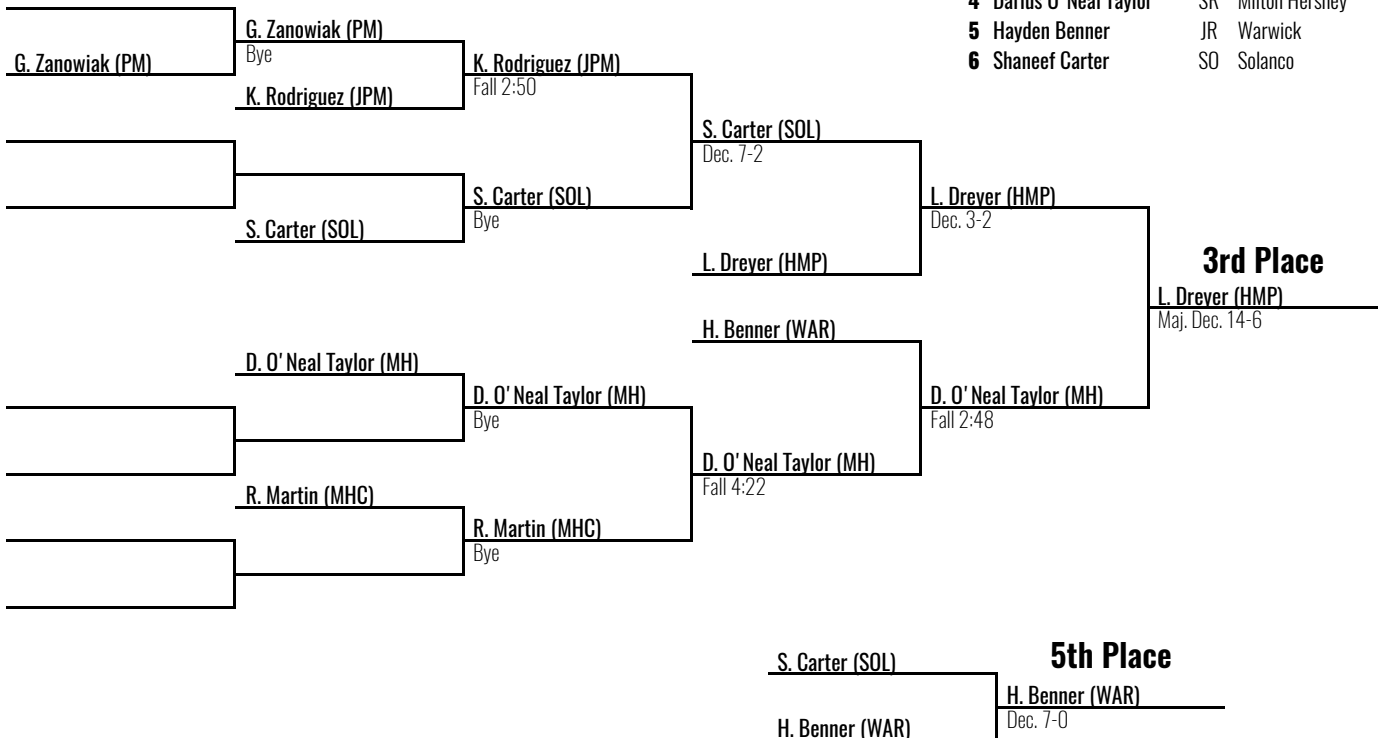 4 Darius O'Neal Taylor SR Milton Hershey
5 Hayden Benner JR Warwick
6 Shaneef Carter SO Solanco
G. Zanowiak (PM)
G. Zanowiak (PM)
Bye
K. Rodriguez (JPM)
K. Rodriguez (JPM)
Fall 2:50
S. Carter (SOL)
S. Carter (SOL)
Bye
S. Carter (SOL)
Dec. 7-2
L. Dreyer (HMP)
L. Dreyer (HMP)
Dec. 3-2
3rd Place
L. Dreyer (HMP)
Maj. Dec. 14-6
H. Benner (WAR)
D. O'Neal Taylor (MH)
D. O'Neal Taylor (MH)
Bye
D. O'Neal Taylor (MH)
Fall 2:48
D. O'Neal Taylor (MH)
Fall 4:22
R. Martin (MHC)
R. Martin (MHC)
Bye
5th Place
S. Carter (SOL)
H. Benner (WAR)
Dec. 7-0
H. Benner (WAR)